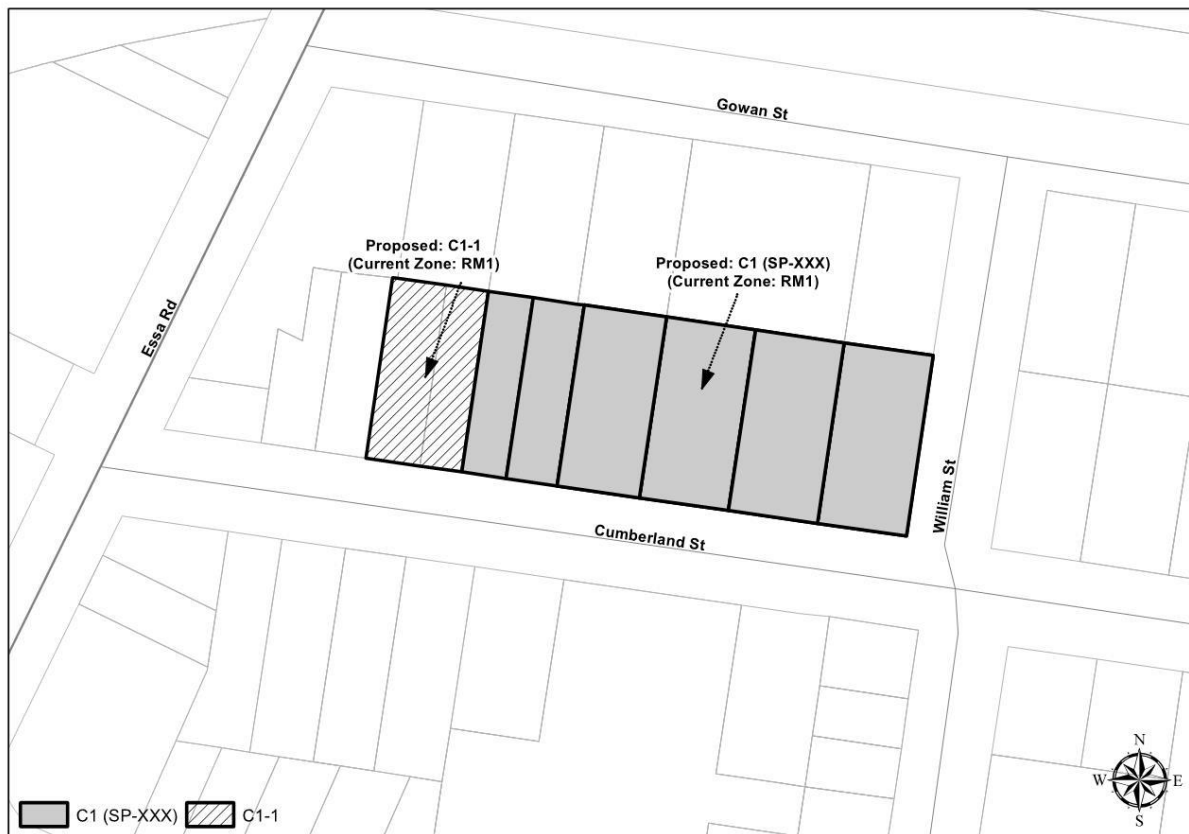 Gowan St
Proposed: C1-1
(Current Zone: RM1)
Proposed: C1 (SP-XXX)
(Current Zone: RM1)
Essa Rd
William St
Cumberland St
N
W
E
S
C1 (SP-XXX)
C1-1